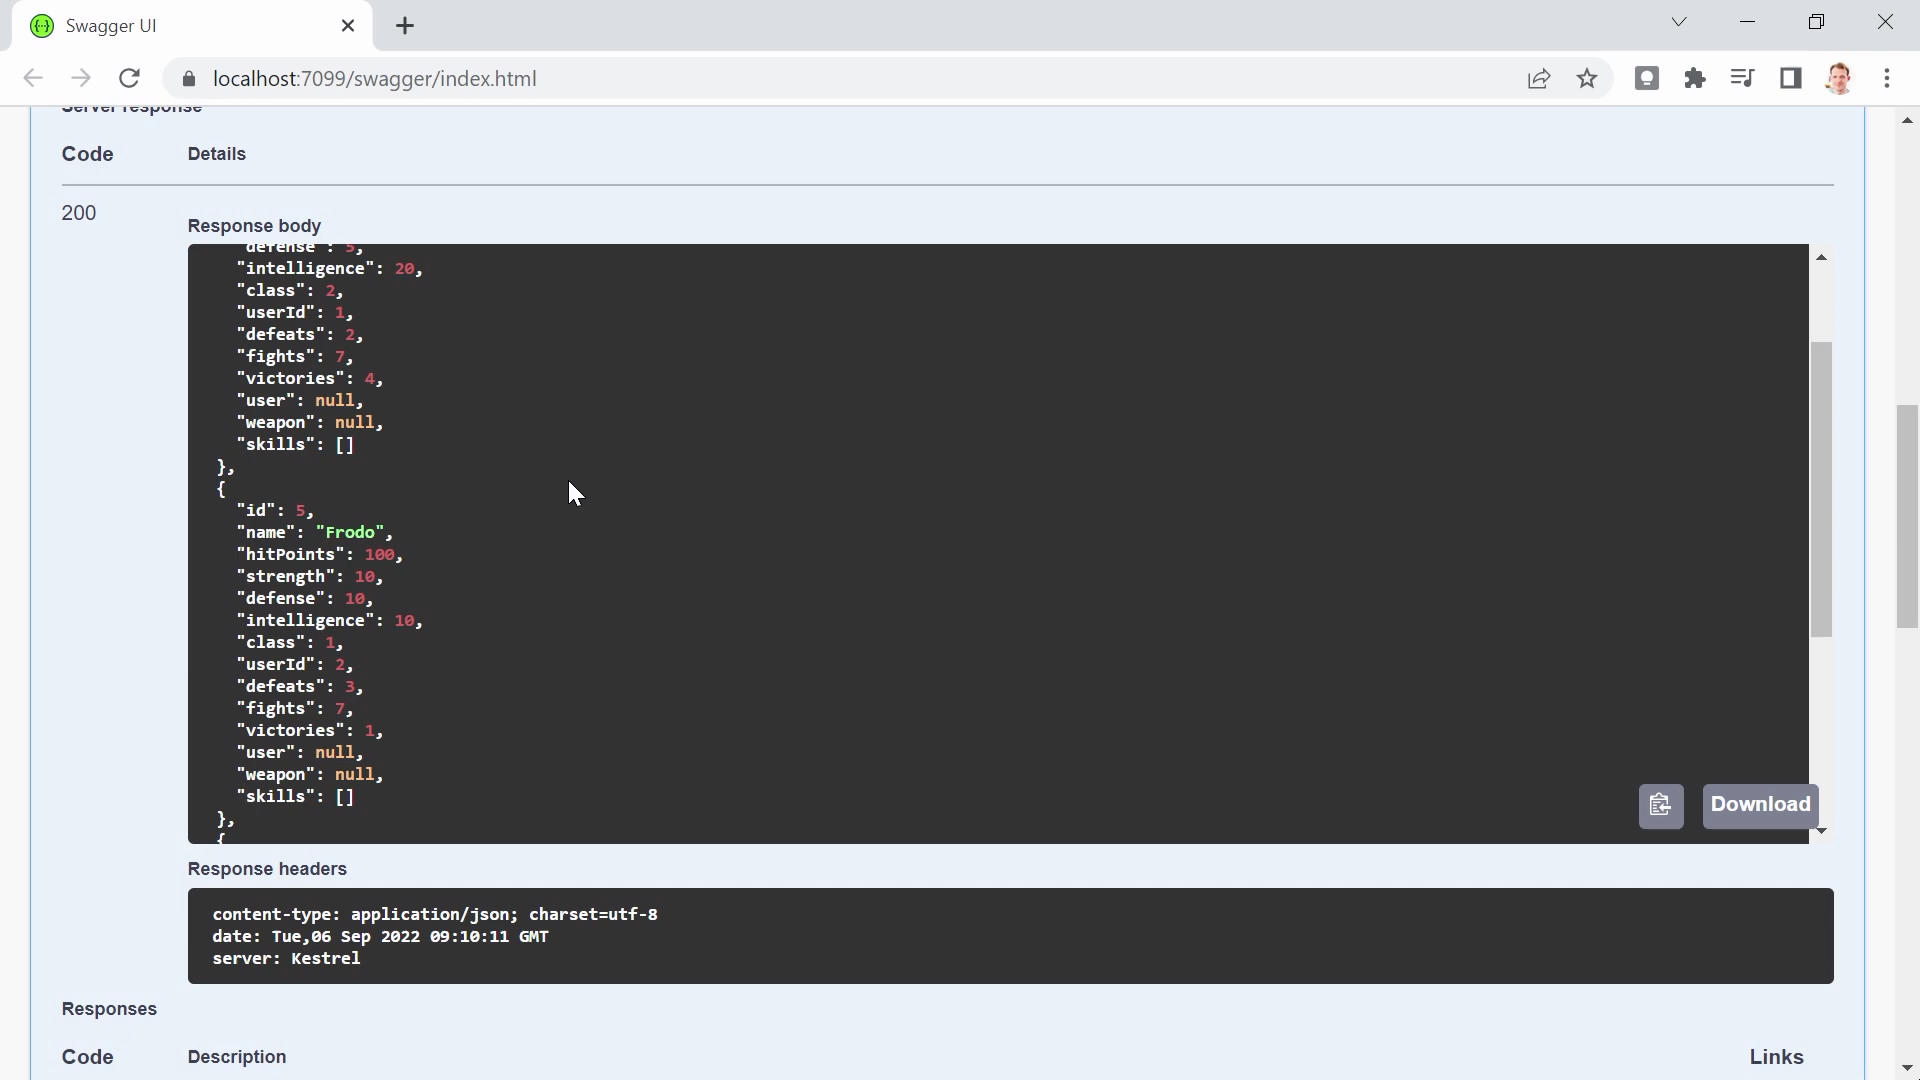 Swagger UI
localhost:7099/swagger/index.html
Server response
Code Details
200
Response body
"defense": 5,
"intelligence": 20,
"class": 2,
"userId": 1,
"defeats": 2,
"fights": 7,
"victories": 4,
"user": null,
"weapon": null,
"skills": []
},
{
"id": 5,
"name": "Frodo",
"hitPoints": 100,
"strength": 10,
"defense": 10,
"intelligence": 10,
"class": 1,
"userId": 2,
"defeats": 3,
"fights": 7,
"victories": 1,
"user": null,
"weapon": null,
"skills": []
},
{
Download
Response headers
content-type: application/json; charset=utf-8
date: Tue,06 Sep 2022 09:10:11 GMT
server: Kestrel
Responses
Code Description Links